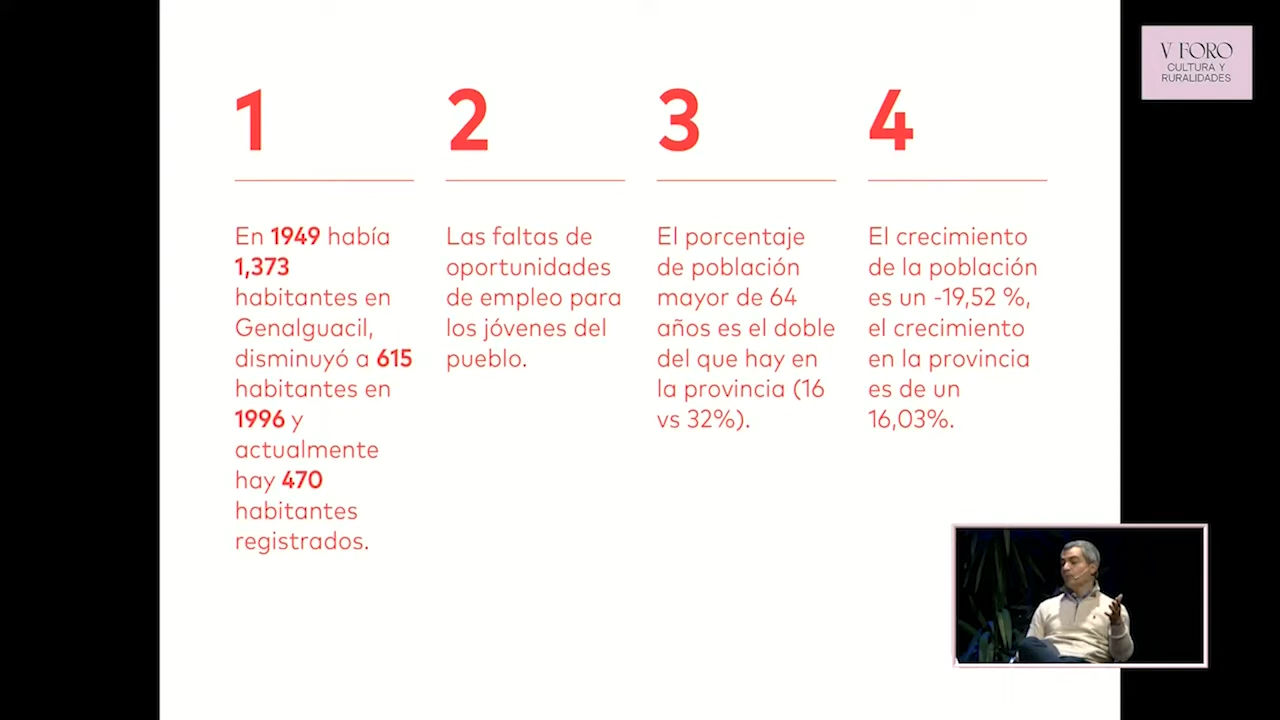 1
En 1949 había
1,373
habitantes en
Genalguacil,
disminuyó a 615
habitantes en
1996 y
actualmente
hay 470
habitantes
registrados.
2
Las faltas de
oportunidades
de empleo para
los jóvenes del
pueblo.
3
El porcentaje
de población
mayor de 64
años es el doble
del que hay en
la provincia (16
vs 32%).
4
El crecimiento
de la población
es un -19,52 %,
el crecimiento
en la provincia
es de un
16,03%.
V FORO
CULTURA Y
RURALIDADES